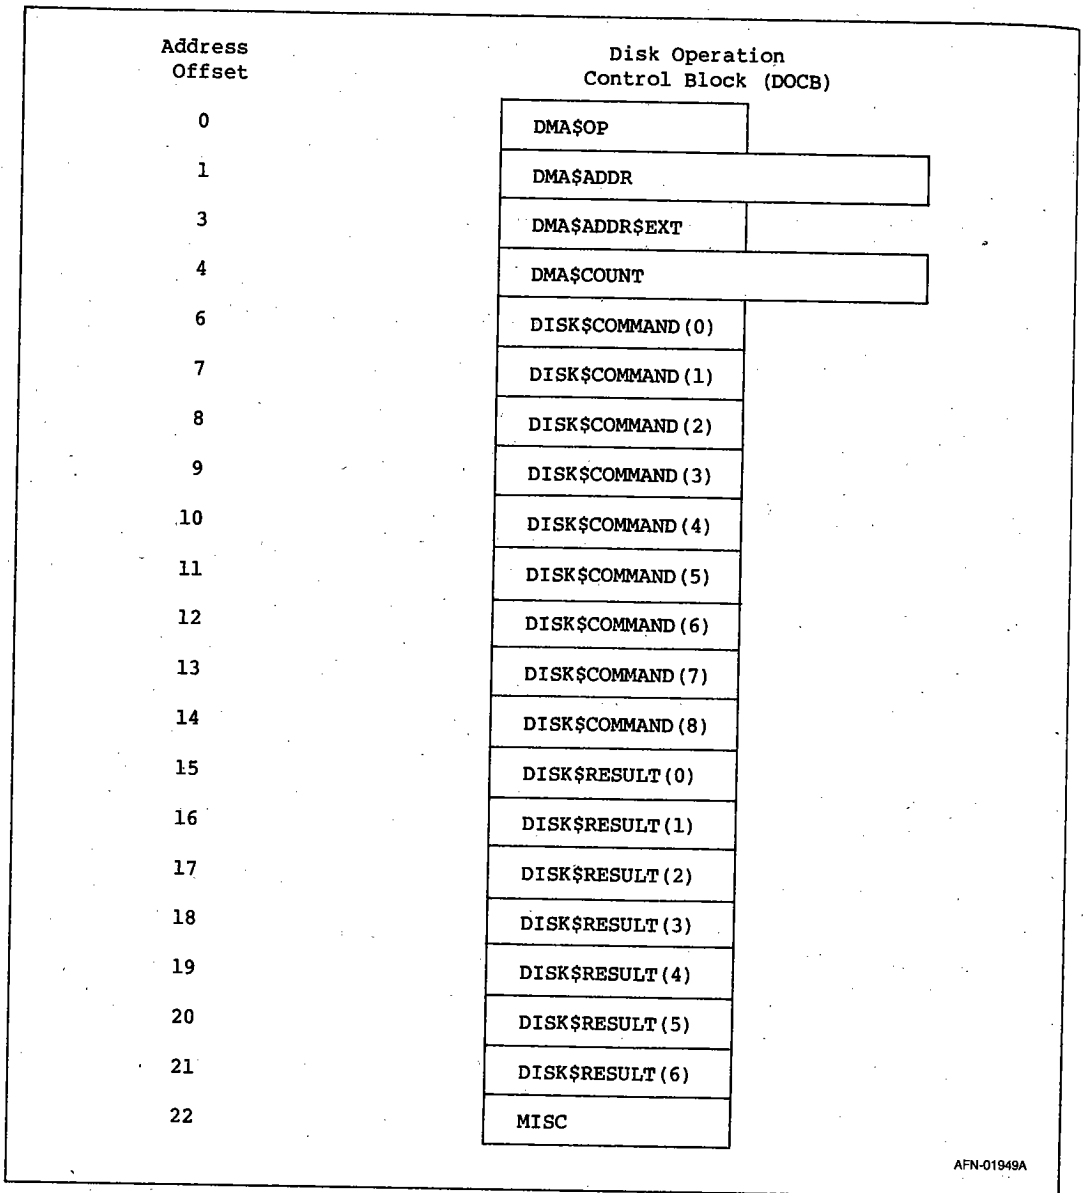 Address
Offset
Disk Operation
Control Block (DOCB)
0 DMA$OP
1 DMA$ADDR
3 DMA$ADDR$EXT
4 DMA$COUNT
6 DISK$COMMAND(0)
7 DISK$COMMAND(1)
8 DISK$COMMAND(2)
9 DISK$COMMAND(3)
10 DISK$COMMAND(4)
11 DISK$COMMAND(5)
12 DISK$COMMAND(6)
13 DISK$COMMAND(7)
14 DISK$COMMAND(8)
15 DISK$RESULT(0)
16 DISK$RESULT(1)
17 DISK$RESULT(2)
18 DISK$RESULT(3)
19 DISK$RESULT(4)
20 DISK$RESULT(5)
21 DISK$RESULT(6)
22 MISC
AFN-01949A